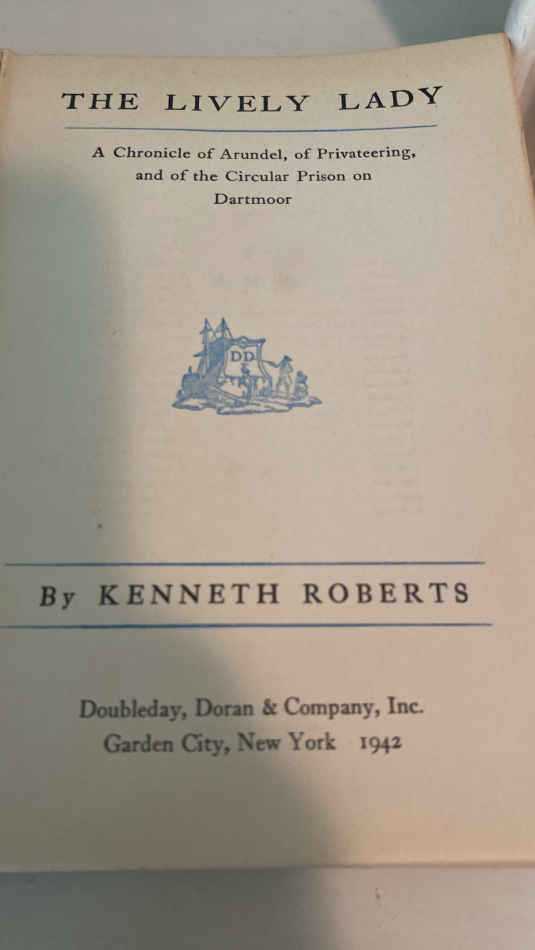 THE LIVELY LADY
A Chronicle of Arundel, of Privateering,
and of the Circular Prison on
Dartmoor
DD
By KENNETH ROBERTS
Doubleday, Doran & Company, Inc.
Garden City, New York 1942